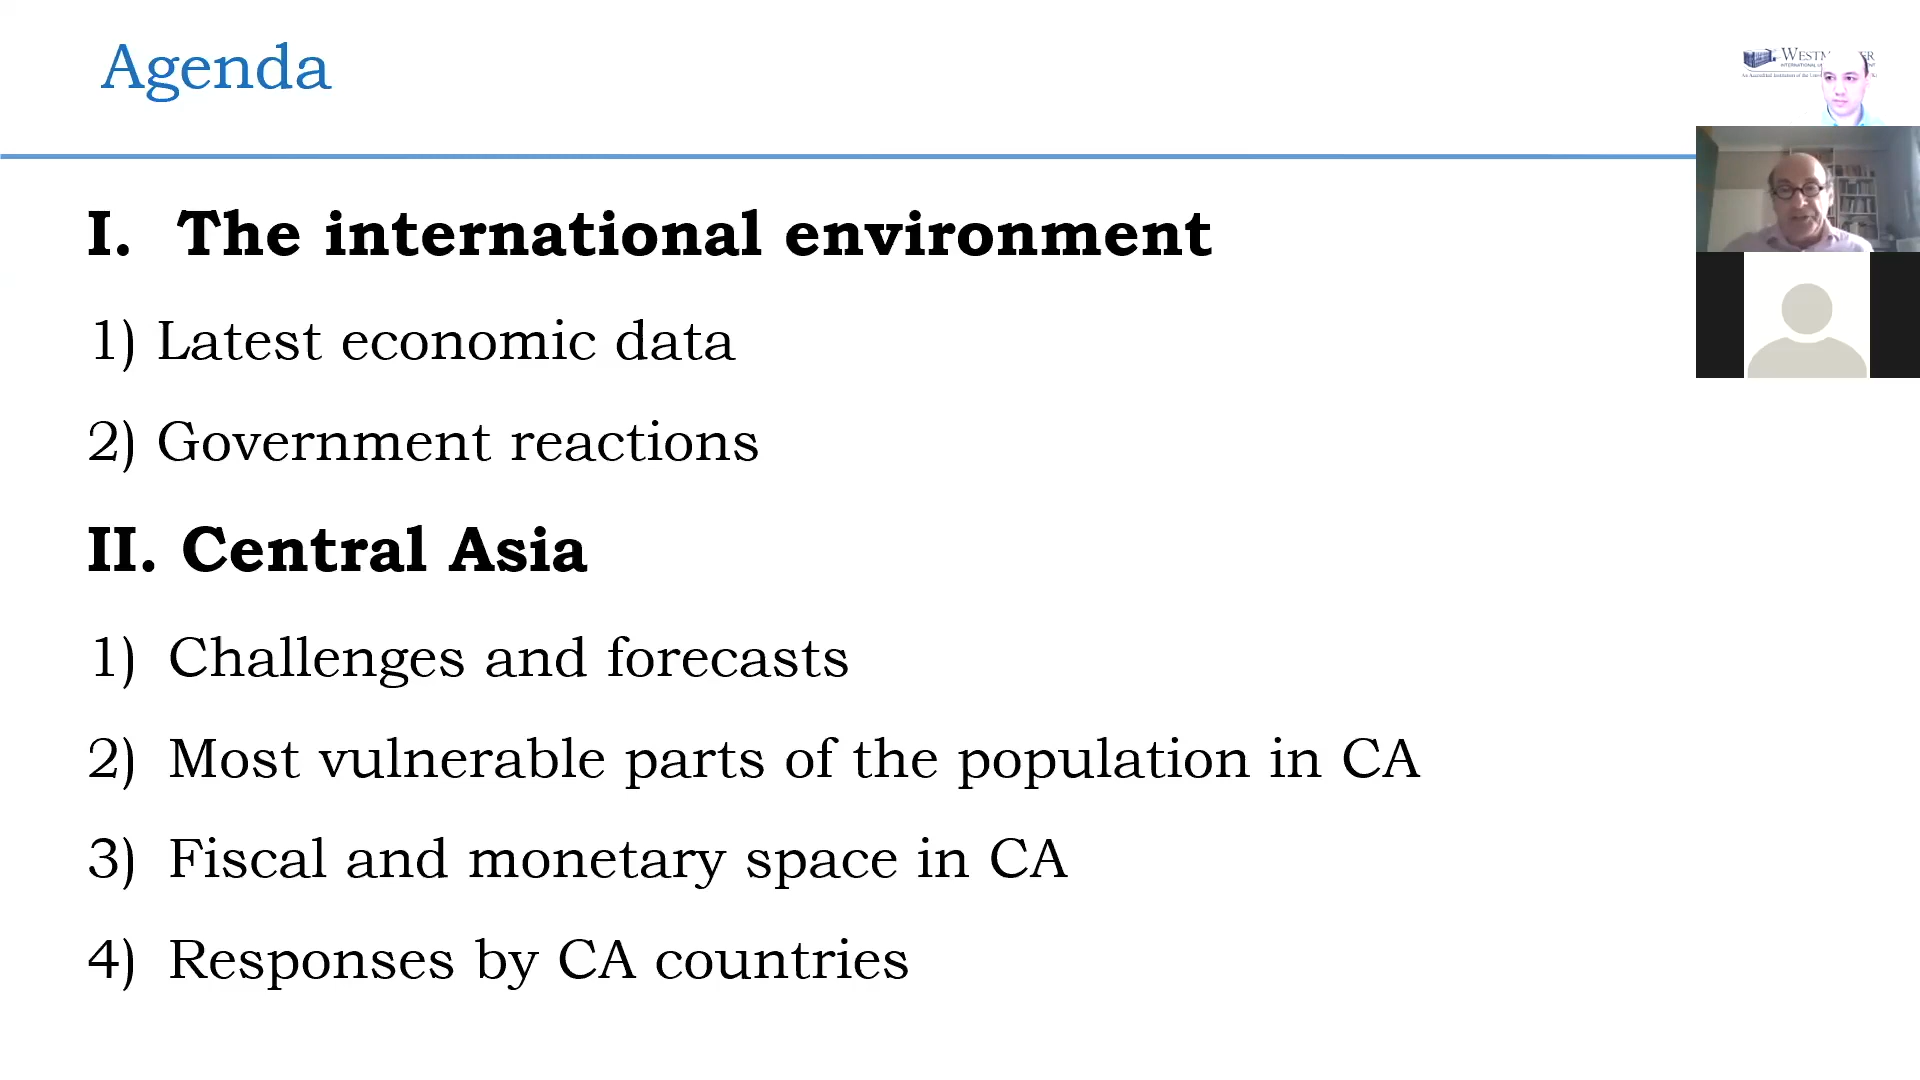 Agenda
I. The international environment
1) Latest economic data
2) Government reactions
II. Central Asia
1) Challenges and forecasts
2) Most vulnerable parts of the population in CA
3) Fiscal and monetary space in CA
4) Responses by CA countries